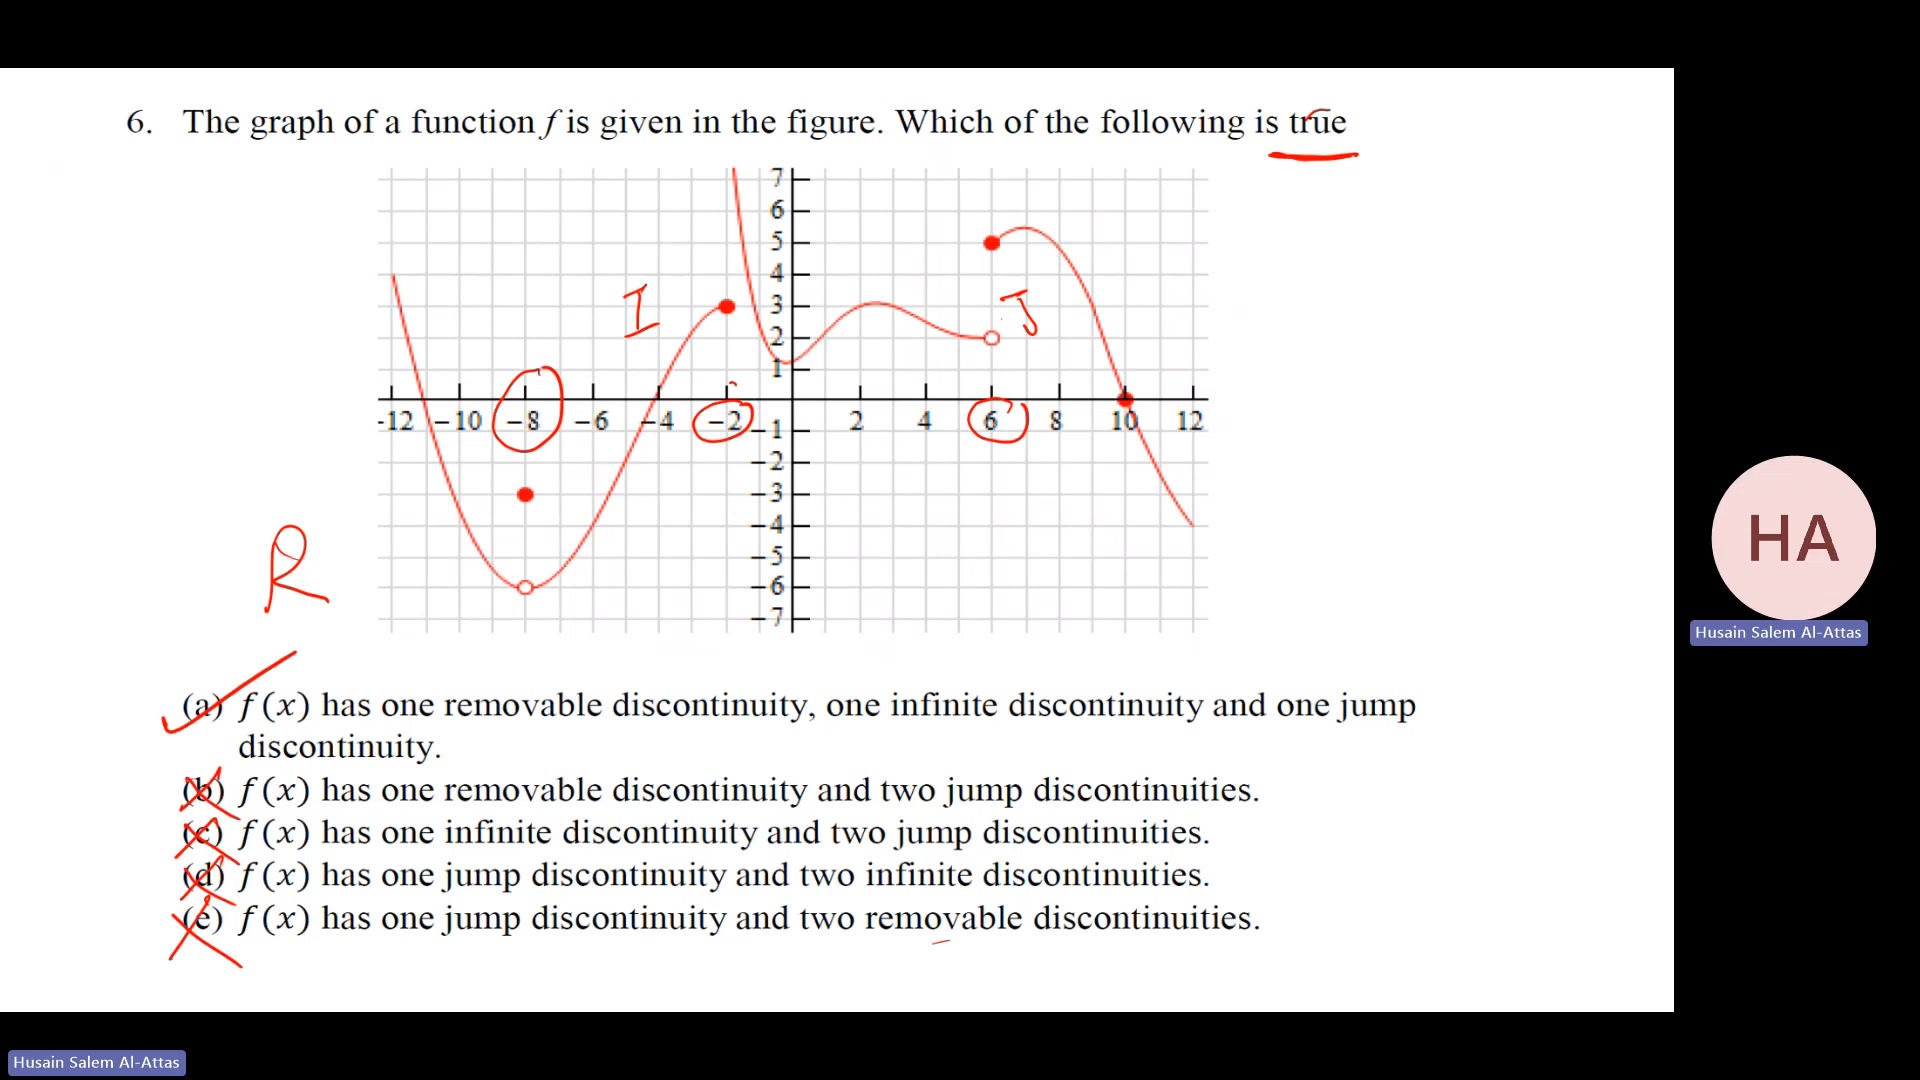 6. The graph of a function f is given in the figure. Which of the following is true
7
6
5
4
3
2
1
I
J
-12 -10 -8 -6 -4 -2 2 4 6 8 10 12
-1
-2
-3
-4
-5
-6
-7
R
(a) f(x) has one removable discontinuity, one infinite discontinuity and one jump
discontinuity.
(b) f(x) has one removable discontinuity and two jump discontinuities.
(c) f(x) has one infinite discontinuity and two jump discontinuities.
(d) f(x) has one jump discontinuity and two infinite discontinuities.
(e) f(x) has one jump discontinuity and two removable discontinuities.
HA
Husain Salem Al-Attas
Husain Salem Al-Attas